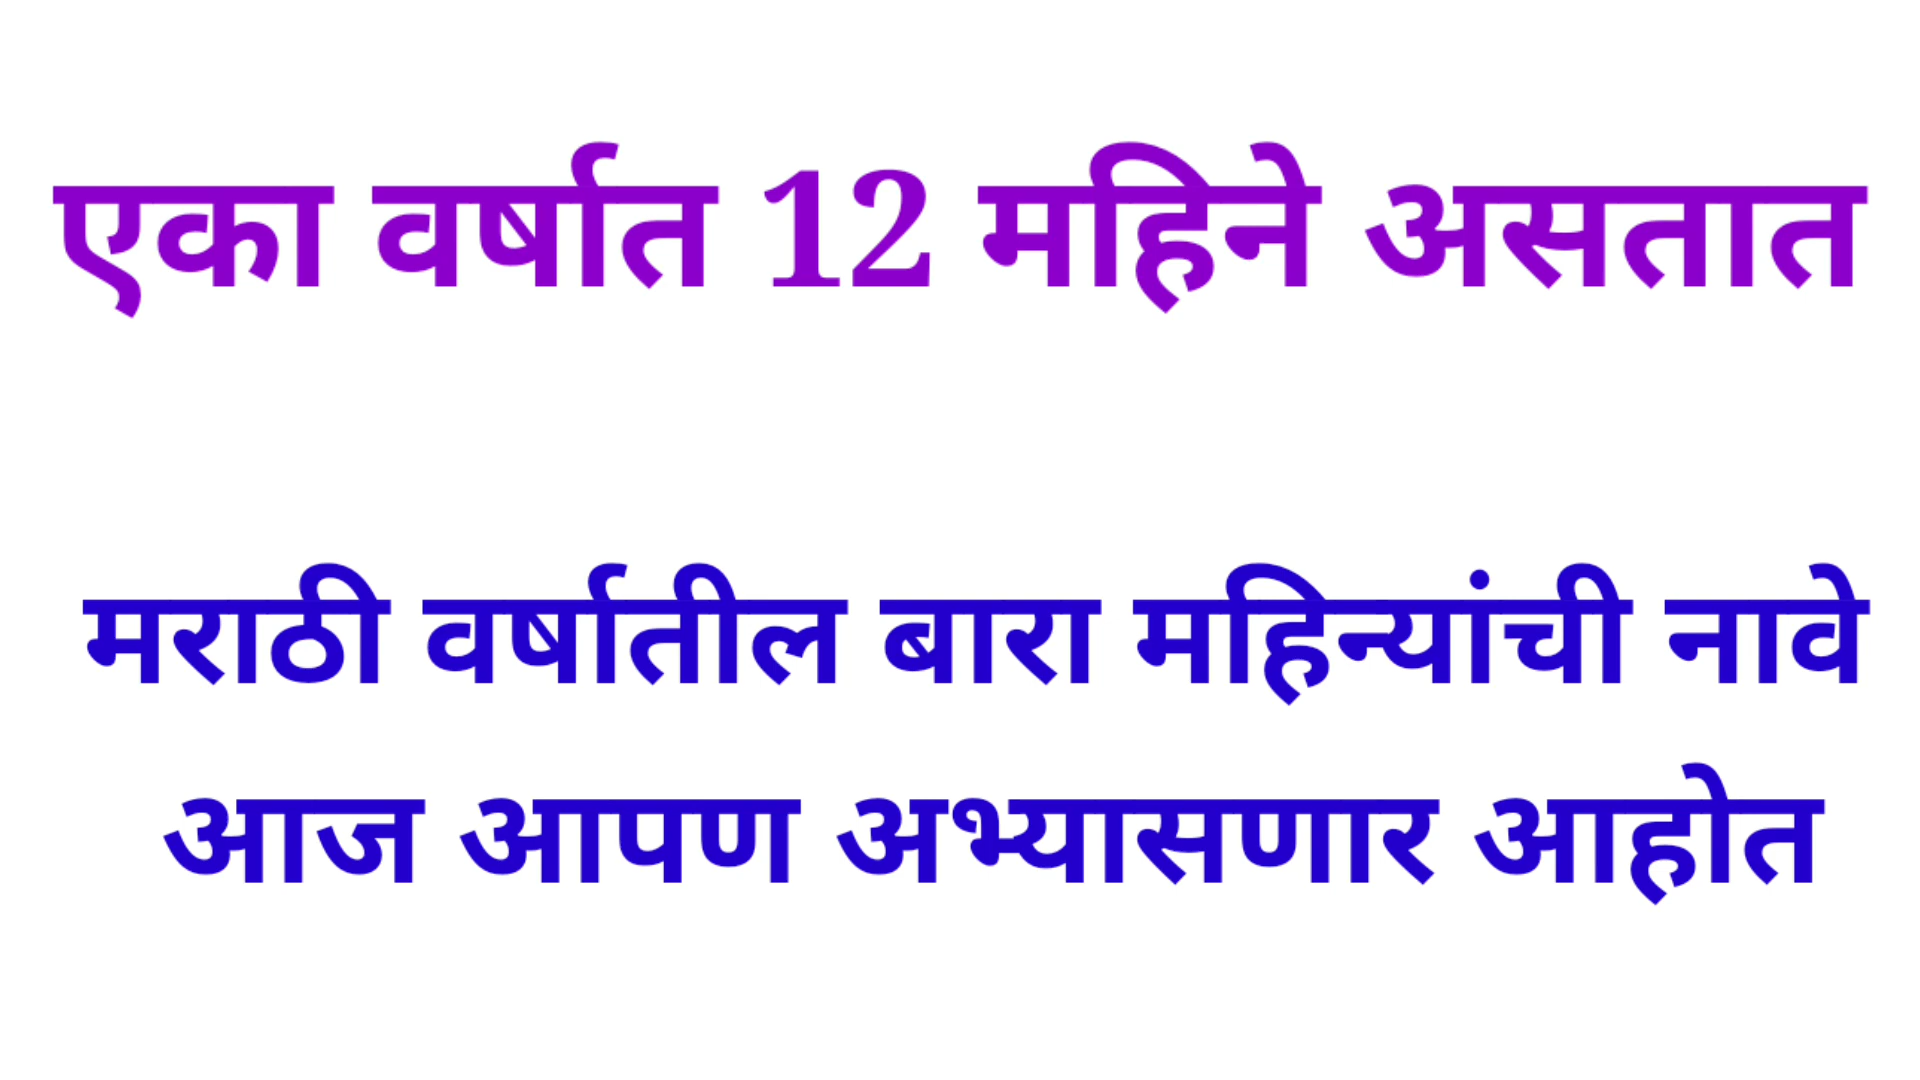 एका वर्षात 12 महिने असतात
मराठी वर्षातील बारा महिन्यांची नावे
आज आपण अभ्यासणार आहोत